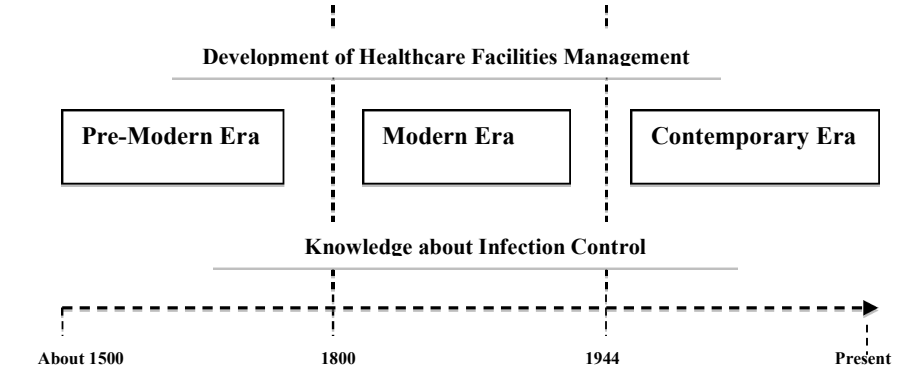 Development of Healthcare Facilities Management
Pre-Modern Era Modern Era Contemporary Era
Knowledge about Infection Control
About 1500 1800 1944 Present